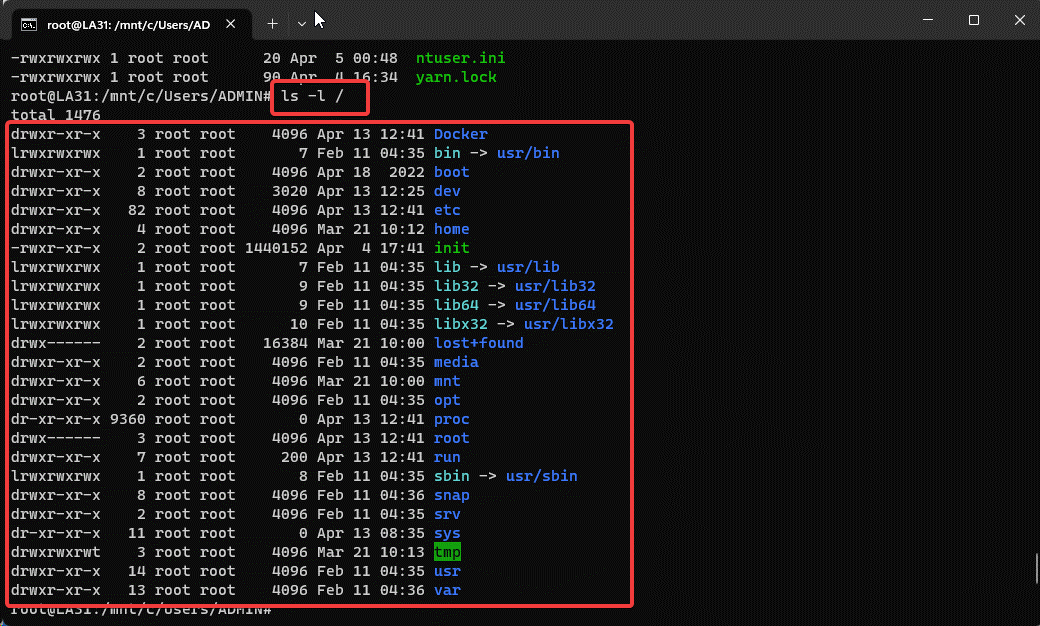 root@LA31: /mnt/c/Users/AD
-rwxrwxrwx 1 root root      20 Apr  5 00:48  ntuser.ini
-rwxrwxrwx 1 root root      90 Apr  4 16:34  yarn.lock
root@LA31:/mnt/c/Users/ADMIN# ls -l /
total 1476
drwxr-xr-x    3 root root    4096 Apr 13 12:41 Docker
lrwxrwxrwx    1 root root       7 Feb 11 04:35 bin -> usr/bin
drwxr-xr-x    2 root root    4096 Apr 18  2022 boot
drwxr-xr-x    8 root root    3020 Apr 13 12:25 dev
drwxr-xr-x   82 root root    4096 Apr 13 12:41 etc
drwxr-xr-x    4 root root    4096 Mar 21 10:12 home
-rwxr-xr-x    2 root root 1440152 Apr  4 17:41 init
lrwxrwxrwx    1 root root       7 Feb 11 04:35 lib -> usr/lib
lrwxrwxrwx    1 root root       9 Feb 11 04:35 lib32 -> usr/lib32
lrwxrwxrwx    1 root root       9 Feb 11 04:35 lib64 -> usr/lib64
lrwxrwxrwx    1 root root      10 Feb 11 04:35 libx32 -> usr/libx32
drwx------    2 root root   16384 Mar 21 10:00 lost+found
drwxr-xr-x    2 root root    4096 Feb 11 04:35 media
drwxr-xr-x    6 root root    4096 Mar 21 10:00 mnt
drwxr-xr-x    2 root root    4096 Feb 11 04:35 opt
dr-xr-xr-x 9360 root root       0 Apr 13 12:41 proc
drwx------    3 root root    4096 Apr 13 12:41 root
drwxr-xr-x    7 root root     200 Apr 13 12:41 run
lrwxrwxrwx    1 root root       8 Feb 11 04:35 sbin -> usr/sbin
drwxr-xr-x    8 root root    4096 Feb 11 04:36 snap
drwxr-xr-x    2 root root    4096 Feb 11 04:35 srv
dr-xr-xr-x   11 root root       0 Apr 13 08:35 sys
drwxrwxrwt    3 root root    4096 Mar 21 10:13 tmp
drwxr-xr-x   14 root root    4096 Feb 11 04:35 usr
drwxr-xr-x   13 root root    4096 Feb 11 04:36 var
root@LA31:/mnt/c/Users/ADMIN#